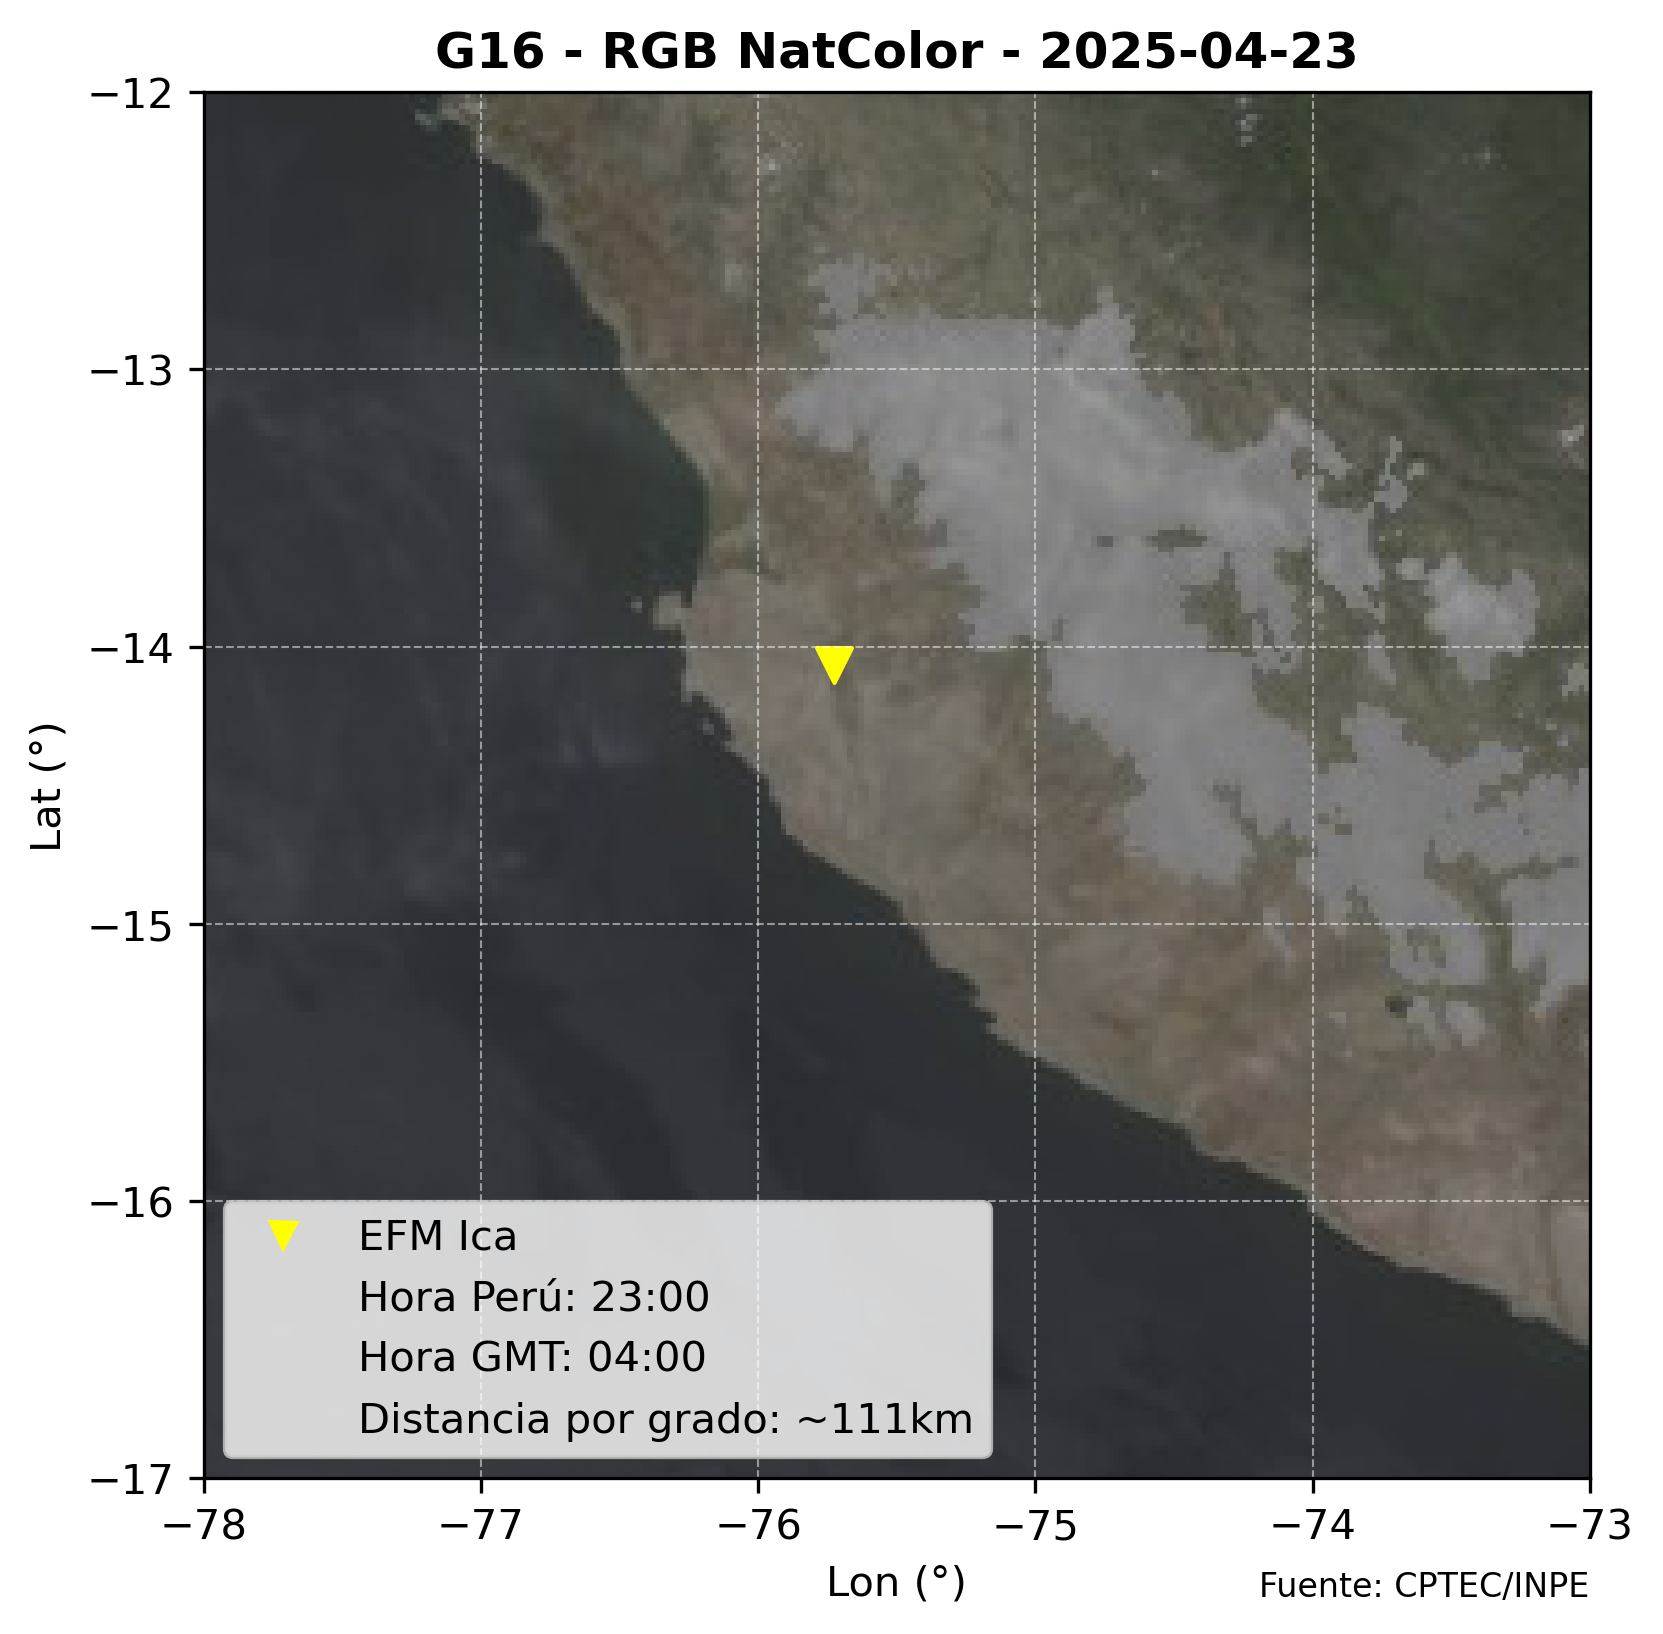 G16 - RGB NatColor - 2025-04-23
−12
−13
−14
−15
−16
−17
Lat (°)
EFM Ica
Hora Perú: 23:00
Hora GMT: 04:00
Distancia por grado: ~111km
−78
−77
−76
−75
−74
−73
Lon (°)
Fuente: CPTEC/INPE